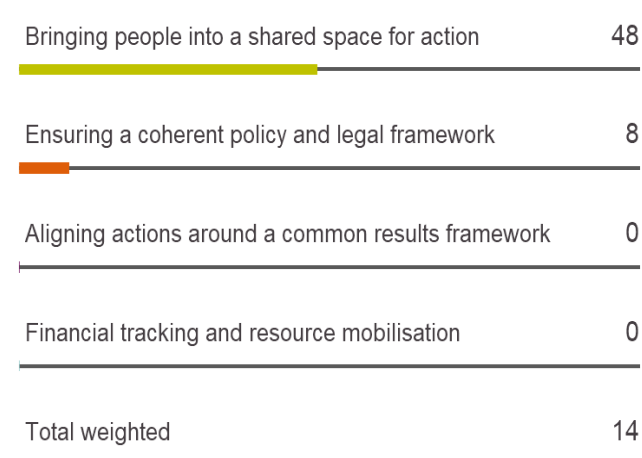 Bringing people into a shared space for action 48
Ensuring a coherent policy and legal framework 8
Aligning actions around a common results framework 0
Financial tracking and resource mobilisation 0
Total weighted 14